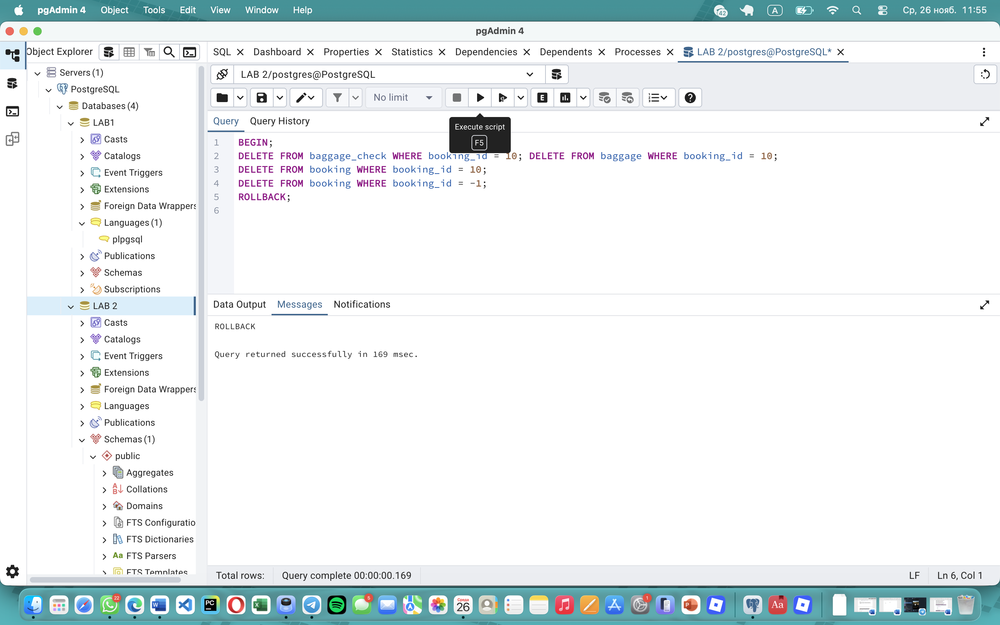 pgAdmin 4 Object Tools Edit View Window Help 42 A Ср, 26 нояб. 11:55
pgAdmin 4
Object Explorer
SQL Dashboard Properties Statistics Dependencies Dependents Processes LAB 2/postgres@PostgreSQL*
LAB 2/postgres@PostgreSQL
No limit E
Query Query History
Execute script
F5
1 BEGIN;
2 DELETE FROM baggage_check WHERE booking_id = 10; DELETE FROM baggage WHERE booking_id = 10;
3 DELETE FROM booking WHERE booking_id = 10;
4 DELETE FROM booking WHERE booking_id = -1;
5 ROLLBACK;
6
Data Output Messages Notifications
ROLLBACK
Query returned successfully in 169 msec.
Total rows: Query complete 00:00:00.169 LF Ln 6, Col 1
Servers (1)
PostgreSQL
Databases (4)
LAB1
Casts
Catalogs
Event Triggers
Extensions
Foreign Data Wrappers
Languages (1)
plpgsql
Publications
Schemas
Subscriptions
LAB 2
Casts
Catalogs
Event Triggers
Extensions
Foreign Data Wrappers
Languages
Publications
Schemas (1)
public
Aggregates
Collations
Domains
FTS Configuratio
FTS Dictionaries
Aa FTS Parsers
FTS Templates
22 W PC X 5 Среда 26 1 P Aa